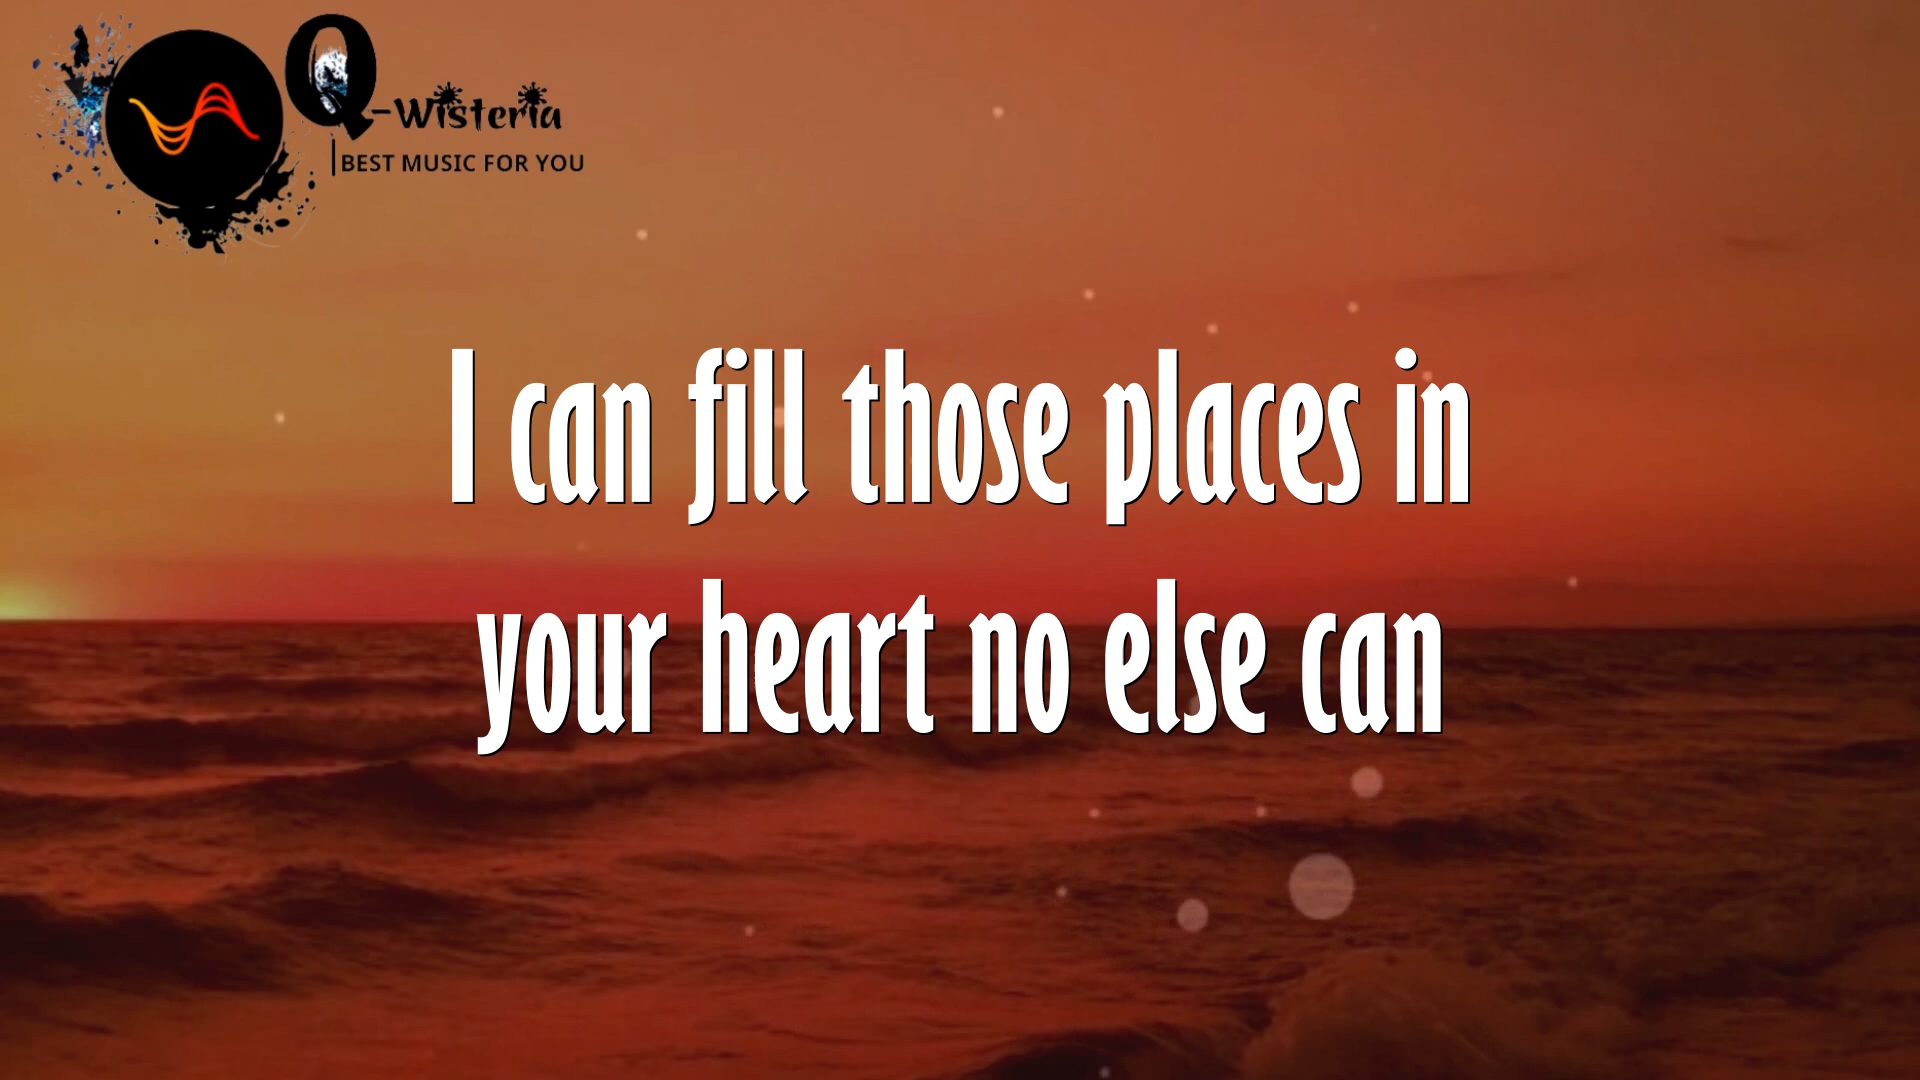 Q-Wisteria
BEST MUSIC FOR YOU
I can fill those places in
your heart no else can